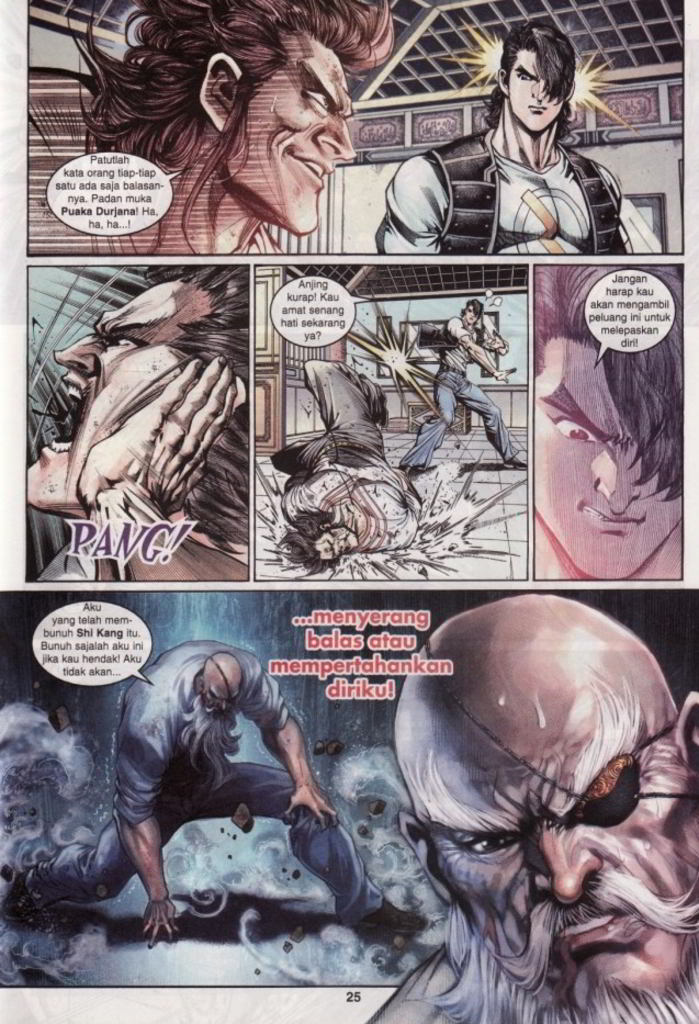 Patutlah
kata orang tiap-tiap
satu ada saja balasan-
nya. Padan muka
Puaka Durjana! Ha,
ha, ha...!
Anjing
kurap! Kau
amat senang
hati sekarang
ya?
Jangan
harap kau
akan mengambil
peluang ini untuk
melepaskan
diri!
PANG!
Aku
yang telah mem-
bunuh Shi Kang itu.
Bunuh sajalah aku ini
jika kau hendak! Aku
tidak akan...
...menyerang
balas atau
mempertahankan
diriku!
25